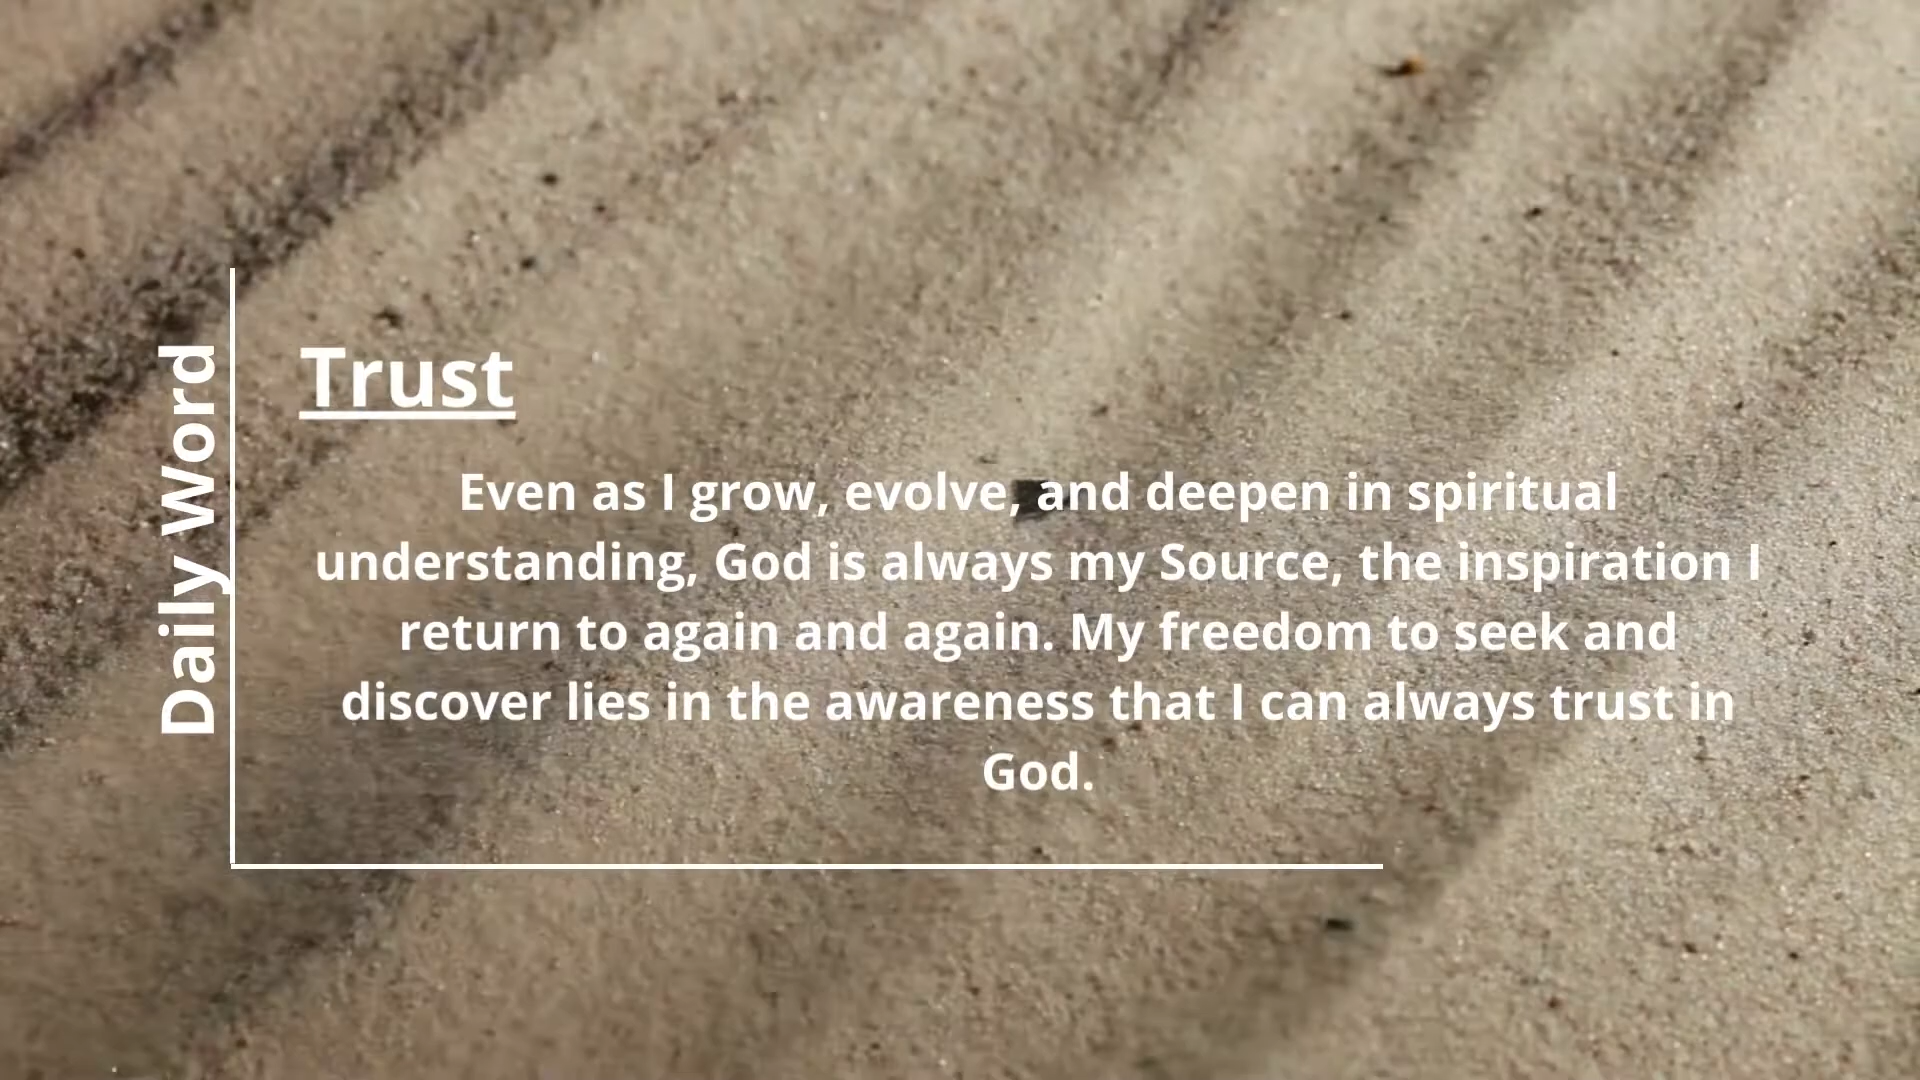 Daily Word
Trust
Even as I grow, evolve, and deepen in spiritual
understanding, God is always my Source, the inspiration I
return to again and again. My freedom to seek and
discover lies in the awareness that I can always trust in
God.